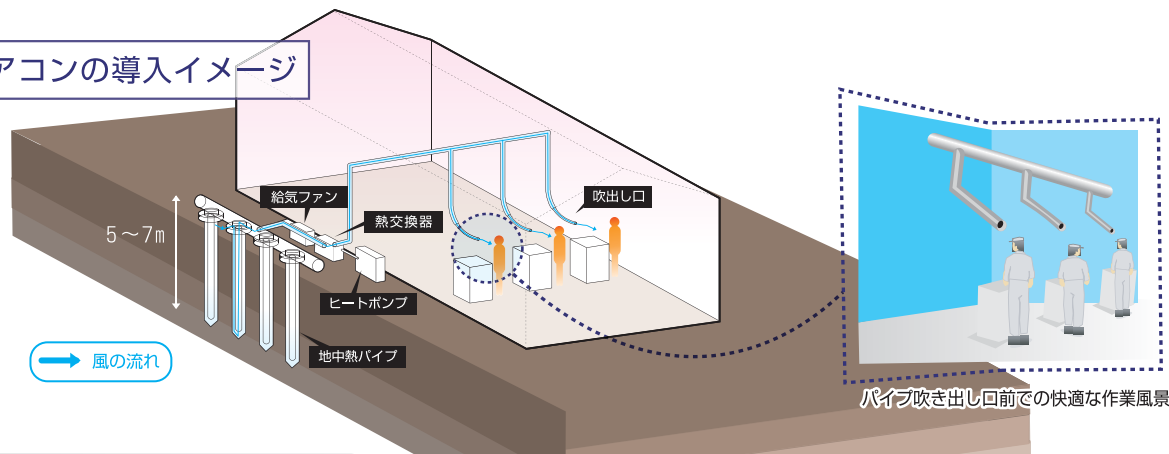 アコンの導入イメージ
給気ファン
熱交換器
吹出し口
5〜7m
ヒートポンプ
地中熱パイプ
風の流れ
パイプ吹き出し口前での快適な作業風景